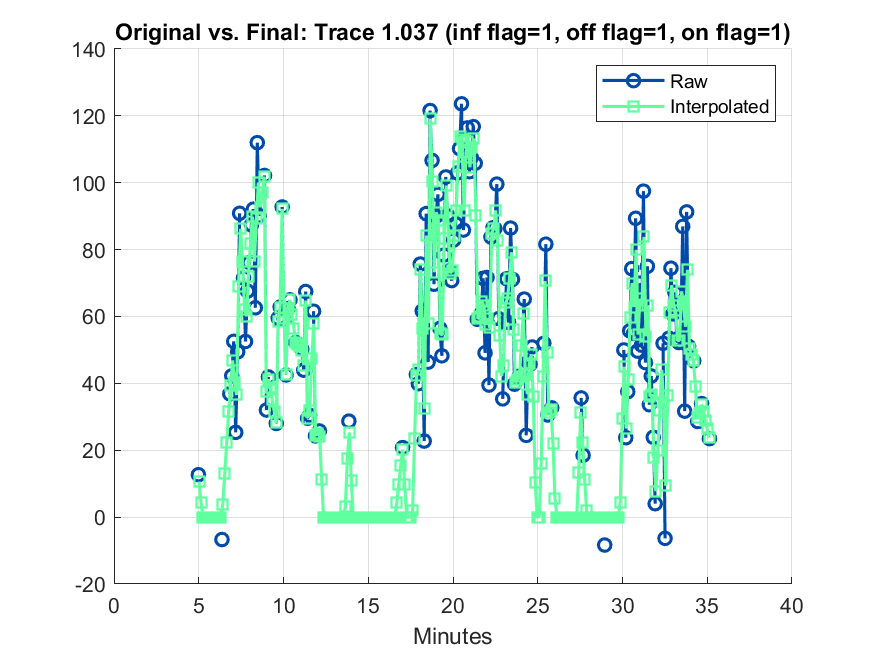 Original vs. Final: Trace 1.037 (inf flag=1, off flag=1, on flag=1)
Raw
Interpolated
140
120
100
80
60
40
20
0
-20
0 5 10 15 20 25 30 35 40
Minutes